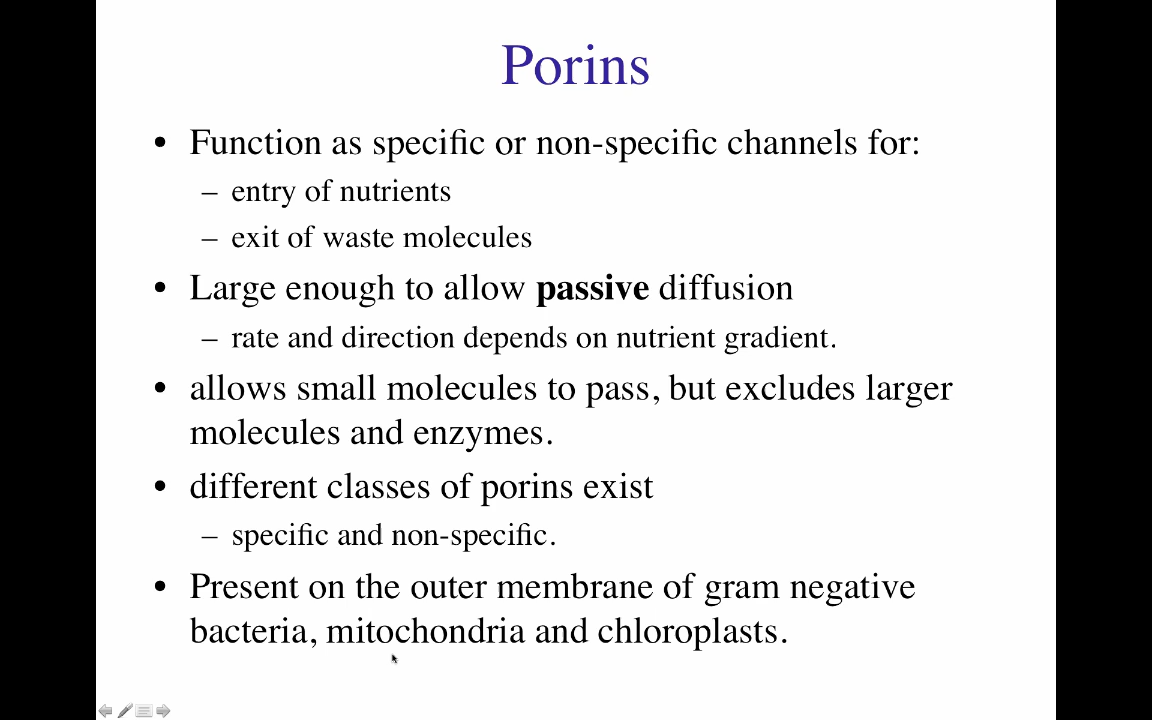 Porins
• Function as specific or non-specific channels for:
– entry of nutrients
– exit of waste molecules
• Large enough to allow passive diffusion
– rate and direction depends on nutrient gradient.
• allows small molecules to pass, but excludes larger
molecules and enzymes.
• different classes of porins exist
– specific and non-specific.
• Present on the outer membrane of gram negative
bacteria, mitochondria and chloroplasts.